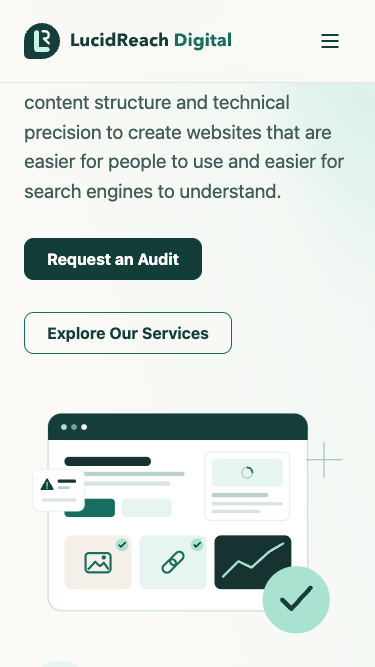 LucidReach Digital
content structure and technical
precision to create websites that are
easier for people to use and easier for
search engines to understand.
Request an Audit
Explore Our Services